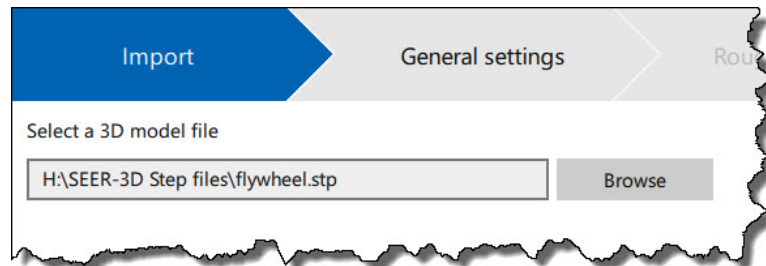 Import General settings
Select a 3D model file
H:\SEER-3D Step files\flywheel.stp Browse